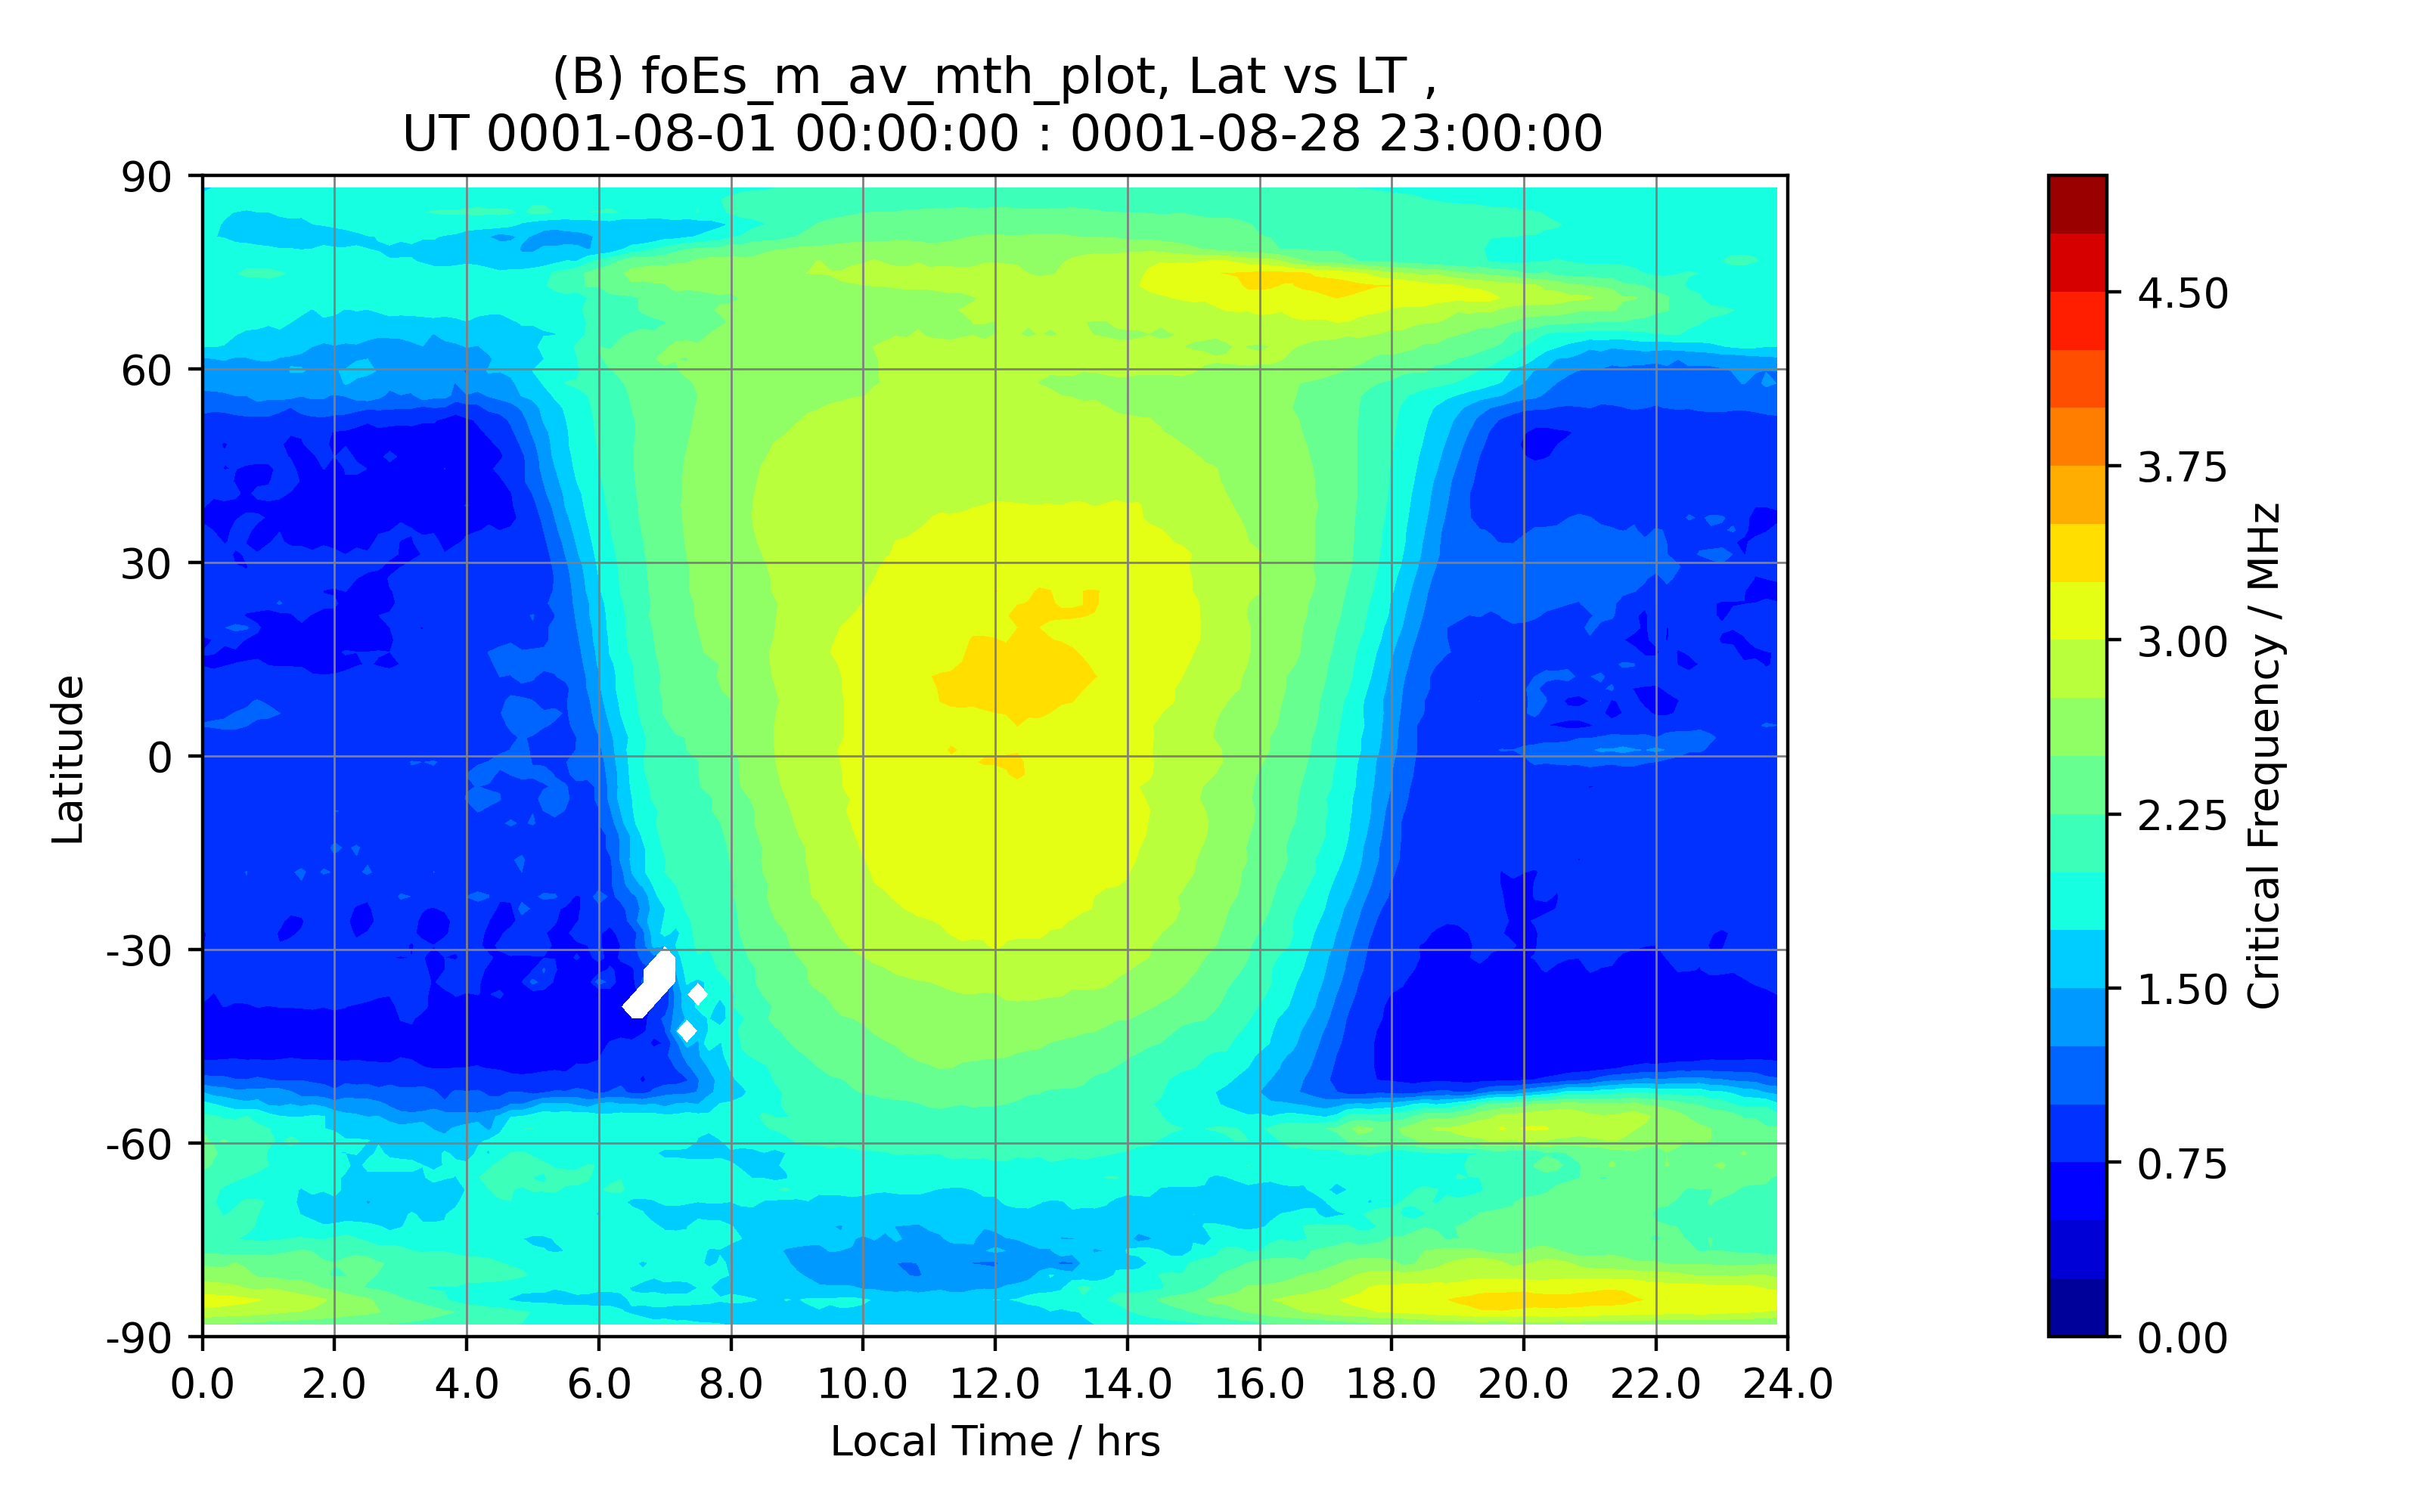 (B) foEs_m_av_mth_plot, Lat vs LT ,
UT 0001-08-01 00:00:00 : 0001-08-28 23:00:00
90
60
30
0
-30
-60
-90
Latitude
0.0 2.0 4.0 6.0 8.0 10.0 12.0 14.0 16.0 18.0 20.0 22.0 24.0
Local Time / hrs
4.50
3.75
3.00
2.25
1.50
0.75
0.00
Critical Frequency / MHz